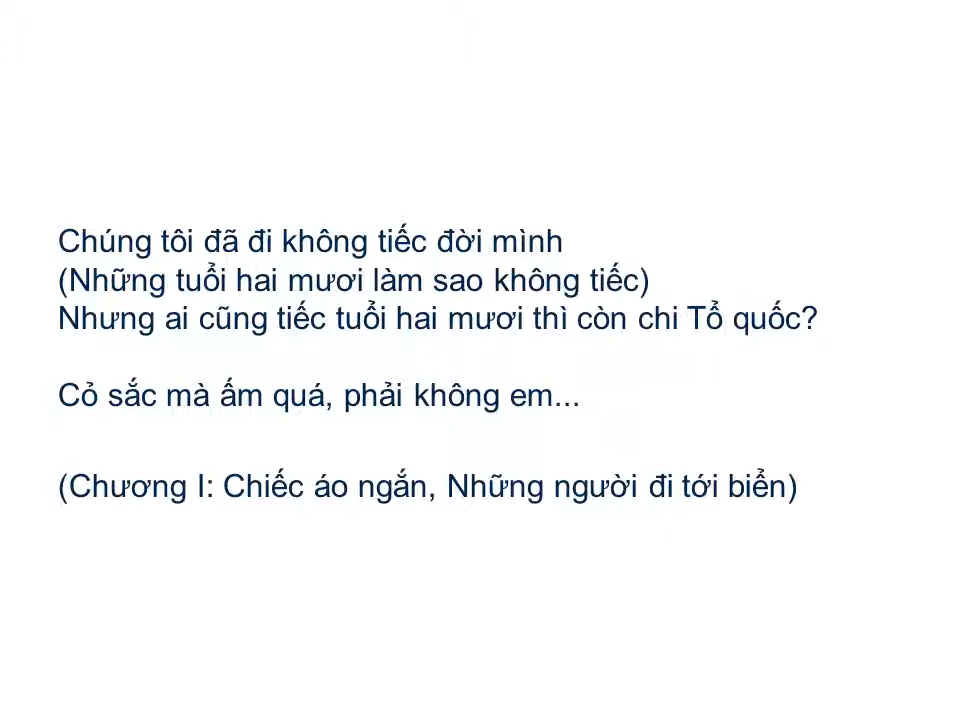 Chúng tôi đã đi không tiếc đời mình
(Những tuổi hai mươi làm sao không tiếc)
Nhưng ai cũng tiếc tuổi hai mươi thì còn chi Tổ quốc?
Cỏ sắc mà ấm quá, phải không em...
(Chương I: Chiếc áo ngắn, Những người đi tới biển)